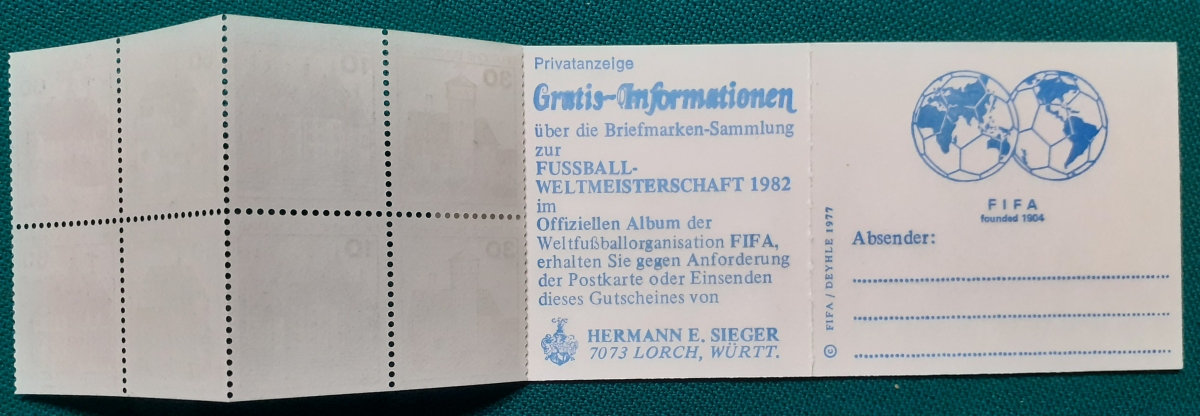 Privatanzeige
Gratis-Informationen
über die Briefmarken-Sammlung
zur
FUSSBALL-
WELTMEISTERSCHAFT 1982
im
Offiziellen Album der
Weltfußballorganisation FIFA,
erhalten Sie gegen Anforderung
der Postkarte oder Einsenden
dieses Gutscheines von
HERMANN E. SIEGER
7073 LORCH, WÜRTT.
© FIFA / DEYHLE 1977
FIFA
founded 1904
Absender: